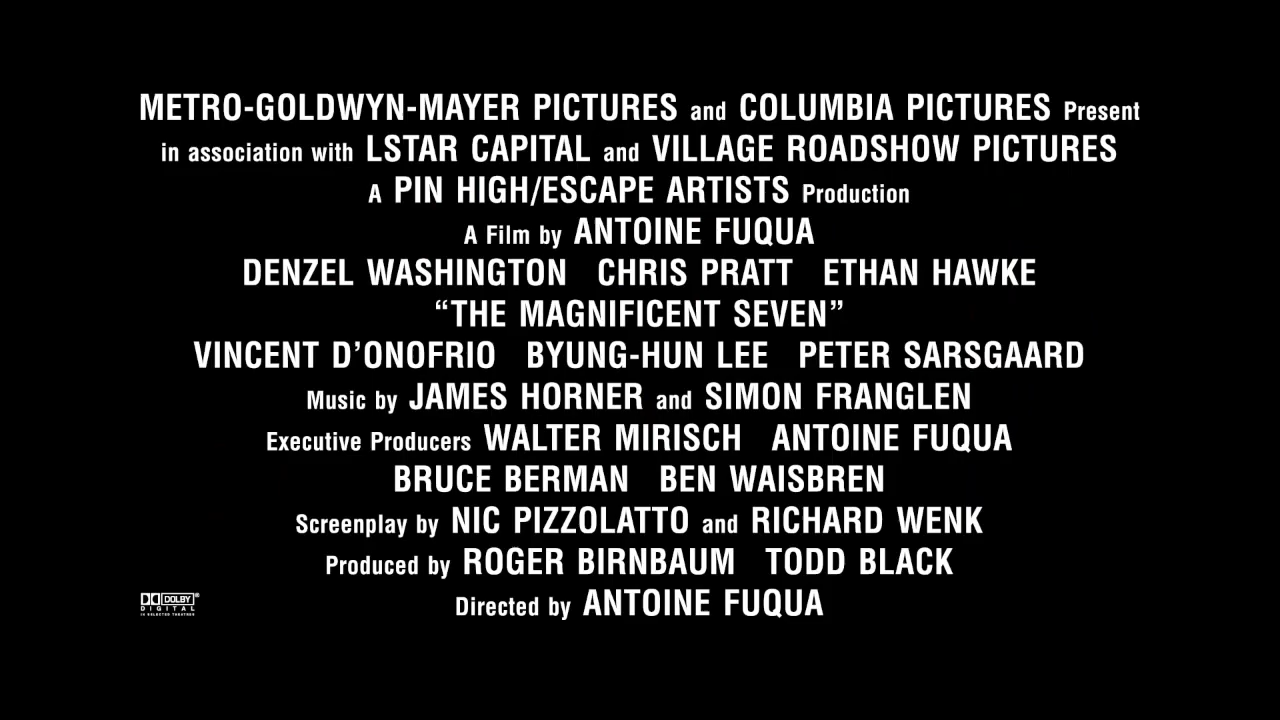 METRO-GOLDWYN-MAYER PICTURES and COLUMBIA PICTURES Present
in association with LSTAR CAPITAL and VILLAGE ROADSHOW PICTURES
A PIN HIGH/ESCAPE ARTISTS Production
A Film by ANTOINE FUQUA
DENZEL WASHINGTON CHRIS PRATT ETHAN HAWKE
“THE MAGNIFICENT SEVEN”
VINCENT D’ONOFRIO BYUNG-HUN LEE PETER SARSGAARD
Music by JAMES HORNER and SIMON FRANGLEN
Executive Producers WALTER MIRISCH ANTOINE FUQUA
BRUCE BERMAN BEN WAISBREN
Screenplay by NIC PIZZOLATTO and RICHARD WENK
Produced by ROGER BIRNBAUM TODD BLACK
Directed by ANTOINE FUQUA
DOLBY®
DIGITAL
IN SELECTED THEATRES